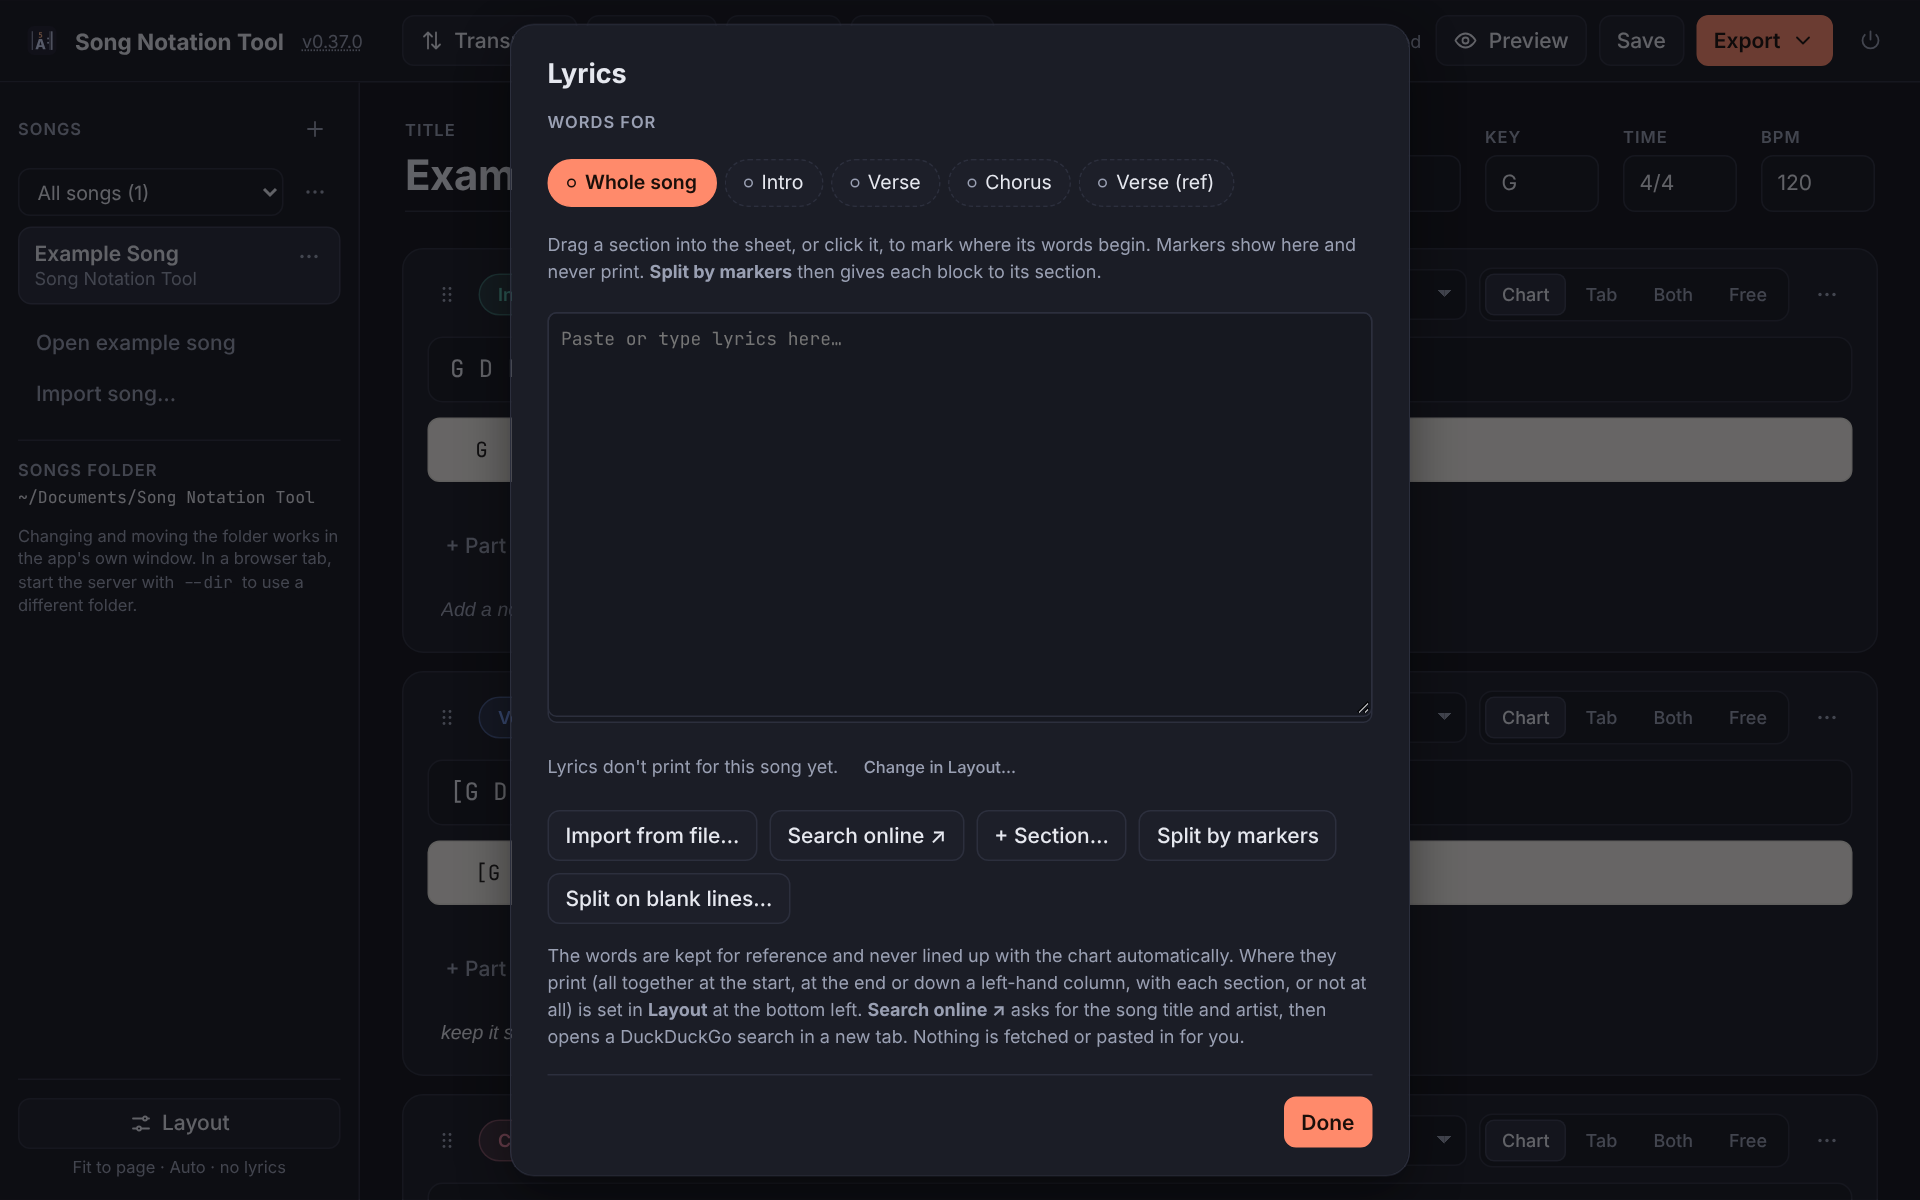 Song Notation Tool v0.37.0
Preview
Save
Export
SONGS
All songs (1)
Example Song
Song Notation Tool
Open example song
Import song...
SONGS FOLDER
~/Documents/Song Notation Tool
Changing and moving the folder works in
the app's own window. In a browser tab,
start the server with --dir to use a
different folder.
Layout
Fit to page · Auto · no lyrics
TITLE
KEY
TIME
BPM
G
4/4
120
Chart Tab Both Free
G D
G
+ Part
Chart Tab Both Free
[G D
[G
+ Part
Chart Tab Both Free
Lyrics
WORDS FOR
Whole song
Intro
Verse
Chorus
Verse (ref)
Drag a section into the sheet, or click it, to mark where its words begin. Markers show here and
never print. Split by markers then gives each block to its section.
Paste or type lyrics here…
Lyrics don't print for this song yet. Change in Layout...
Import from file...
Search online ↗
+ Section...
Split by markers
Split on blank lines...
The words are kept for reference and never lined up with the chart automatically. Where they
print (all together at the start, at the end or down a left-hand column, with each section, or not at
all) is set in Layout at the bottom left. Search online ↗ asks for the song title and artist, then
opens a DuckDuckGo search in a new tab. Nothing is fetched or pasted in for you.
Done